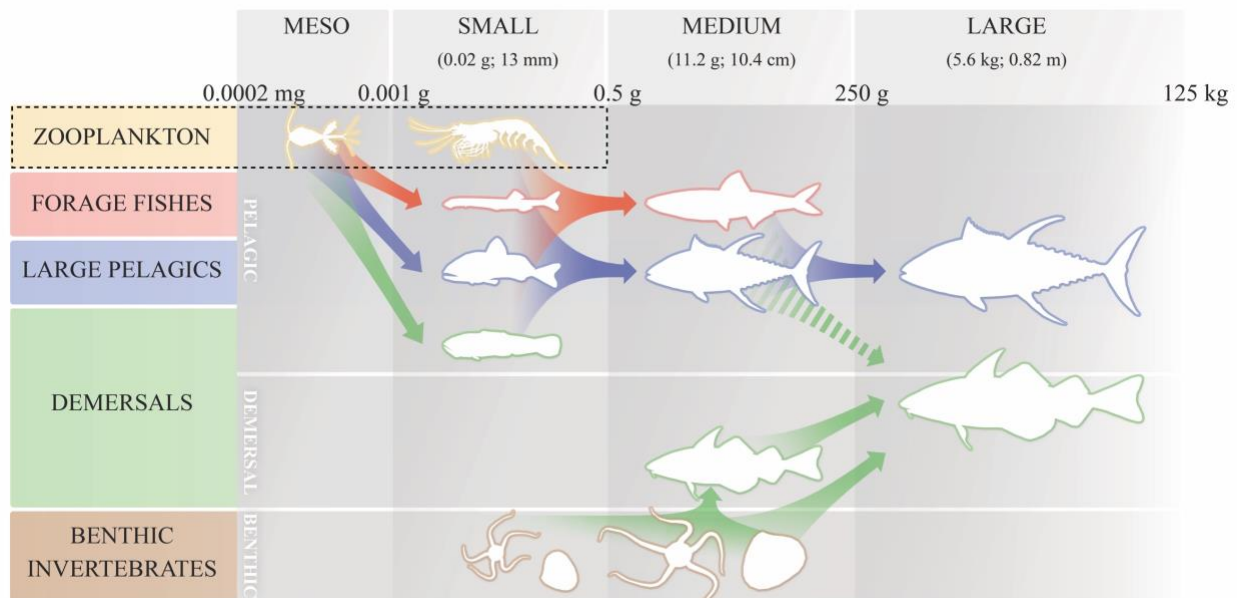 MESO
SMALL
MEDIUM
LARGE
(0.02 g; 13 mm)
(11.2 g; 10.4 cm)
(5.6 kg; 0.82 m)
0.0002 mg
0.001 g
0.5 g
250 g
125 kg
ZOOPLANKTON
FORAGE FISHES
LARGE PELAGICS
DEMERSALS
BENTHIC
INVERTEBRATES
PELAGIC
DEMERSAL
BENTHIC